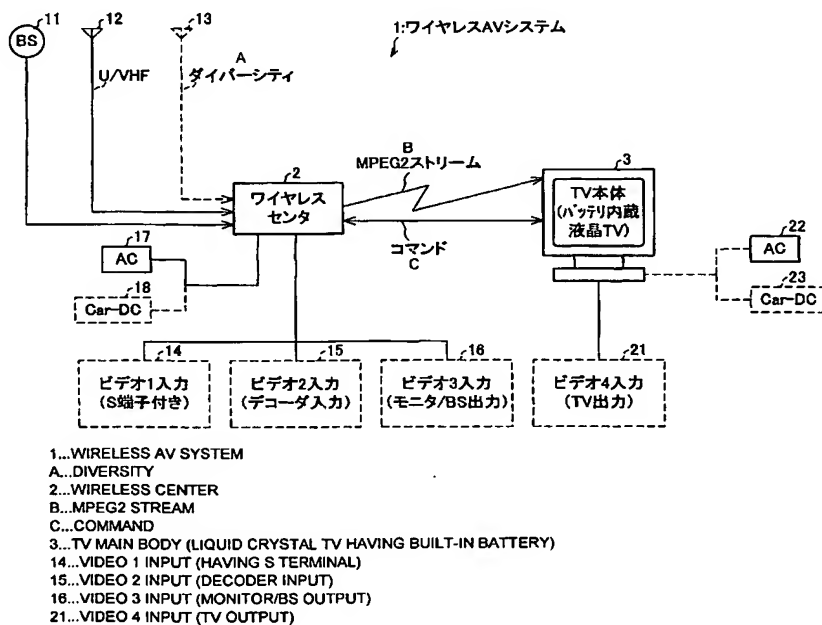 11
BS
12
13
1:ワイヤレスAVシステム
U/VHF
A
ダイバーシティ
B
MPEG2ストリーム
2
ワイヤレス
センタ
3
TV本体
(バッテリ内蔵
液晶TV)
コマンド
C
17
AC
18
Car-DC
22
AC
23
Car-DC
14
ビデオ1入力
(S端子付き)
15
ビデオ2入力
(デコーダ入力)
16
ビデオ3入力
(モニタ/BS出力)
21
ビデオ4入力
(TV出力)
1...WIRELESS AV SYSTEM
A...DIVERSITY
2...WIRELESS CENTER
B...MPEG2 STREAM
C...COMMAND
3...TV MAIN BODY (LIQUID CRYSTAL TV HAVING BUILT-IN BATTERY)
14...VIDEO 1 INPUT (HAVING S TERMINAL)
15...VIDEO 2 INPUT (DECODER INPUT)
16...VIDEO 3 INPUT (MONITOR/BS OUTPUT)
21...VIDEO 4 INPUT (TV OUTPUT)